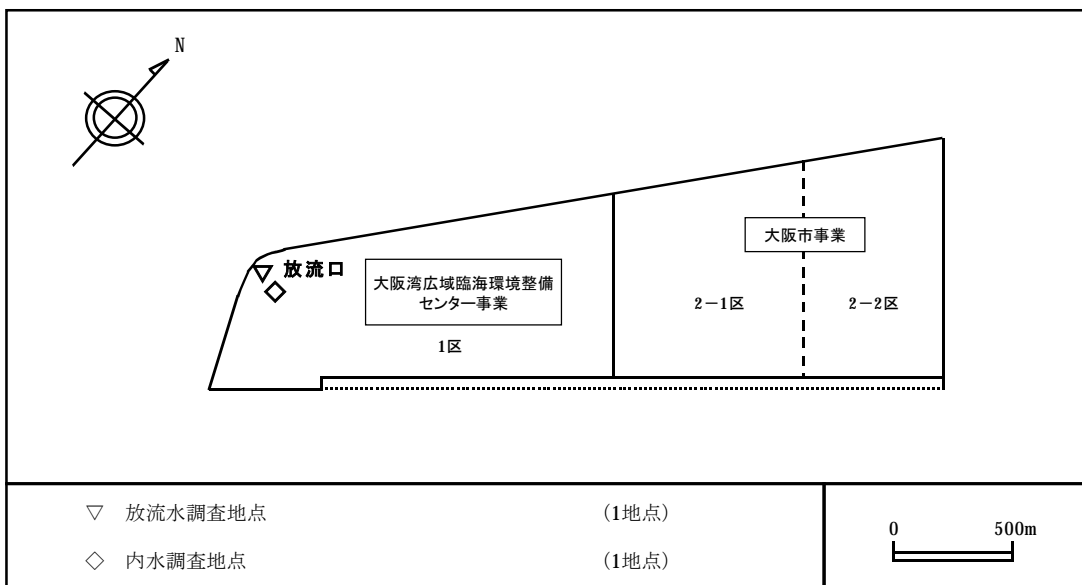 N
放流口
大阪湾広域臨海環境整備
センター事業
1区
大阪市事業
2－1区
2－2区
▽ 放流水調査地点 (1地点)
◇ 内水調査地点 (1地点)
0 500m